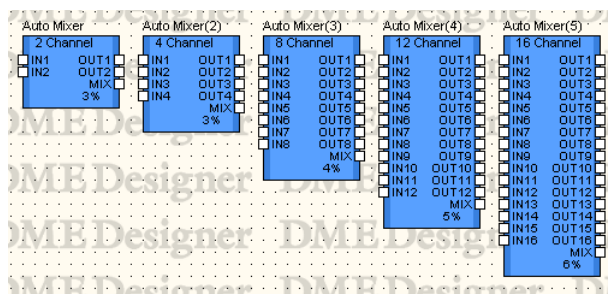 Auto Mixer
2 Channel
IN1 OUT1
IN2 OUT2
MIX
3%
Auto Mixer(2)
4 Channel
IN1 OUT1
IN2 OUT2
IN3 OUT3
IN4 OUT4
MIX
3%
Auto Mixer(3)
8 Channel
IN1 OUT1
IN2 OUT2
IN3 OUT3
IN4 OUT4
IN5 OUT5
IN6 OUT6
IN7 OUT7
IN8 OUT8
MIX
4%
Auto Mixer(4)
12 Channel
IN1 OUT1
IN2 OUT2
IN3 OUT3
IN4 OUT4
IN5 OUT5
IN6 OUT6
IN7 OUT7
IN8 OUT8
IN9 OUT9
IN10 OUT10
IN11 OUT11
IN12 OUT12
MIX
5%
Auto Mixer(5)
16 Channel
IN1 OUT1
IN2 OUT2
IN3 OUT3
IN4 OUT4
IN5 OUT5
IN6 OUT6
IN7 OUT7
IN8 OUT8
IN9 OUT9
IN10 OUT10
IN11 OUT11
IN12 OUT12
IN13 OUT13
IN14 OUT14
IN15 OUT15
IN16 OUT16
MIX
6%
DME Designer DME Designer